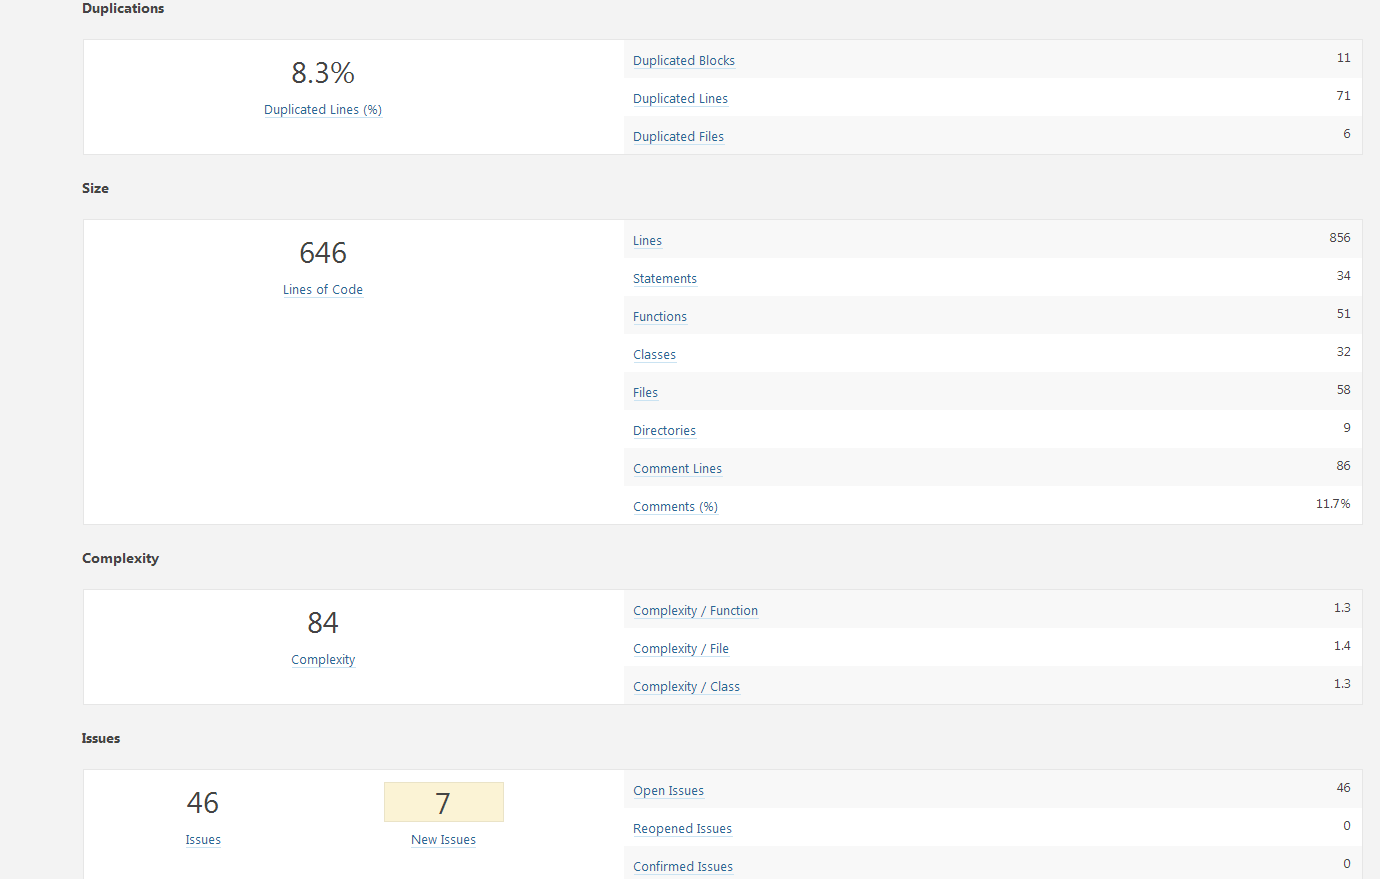 Duplications
8.3%
Duplicated Lines (%)
Duplicated Blocks 11
Duplicated Lines 71
Duplicated Files 6
Size
646
Lines of Code
Lines 856
Statements 34
Functions 51
Classes 32
Files 58
Directories 9
Comment Lines 86
Comments (%) 11.7%
Complexity
84
Complexity
Complexity / Function 1.3
Complexity / File 1.4
Complexity / Class 1.3
Issues
46 7
Issues New Issues
Open Issues 46
Reopened Issues 0
Confirmed Issues 0